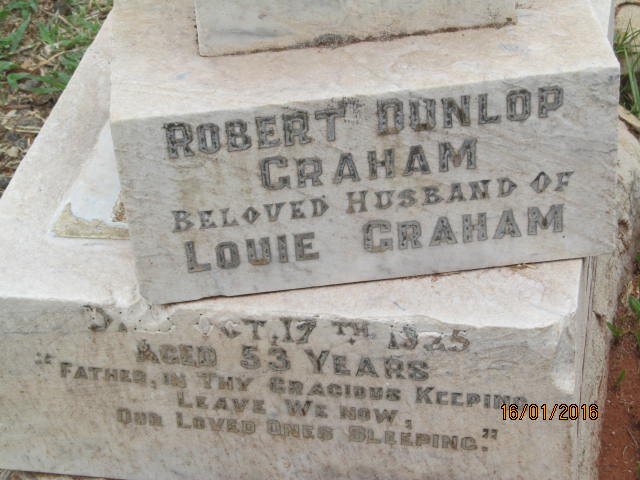 ROBERT DUNLOP
GRAHAM
BELOVED HUSBAND OF
LOUIE GRAHAM
OCT. 17TH 1925
AGED 53 YEARS
"FATHER, IN THY GRACIOUS KEEPING
LEAVE WE NOW,
OUR LOVED ONES SLEEPING."
16/01/2016